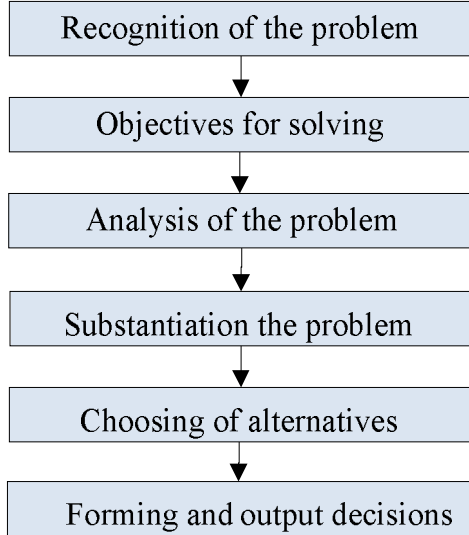 Recognition of the problem
Objectives for solving
Analysis of the problem
Substantiation the problem
Choosing of alternatives
Forming and output decisions